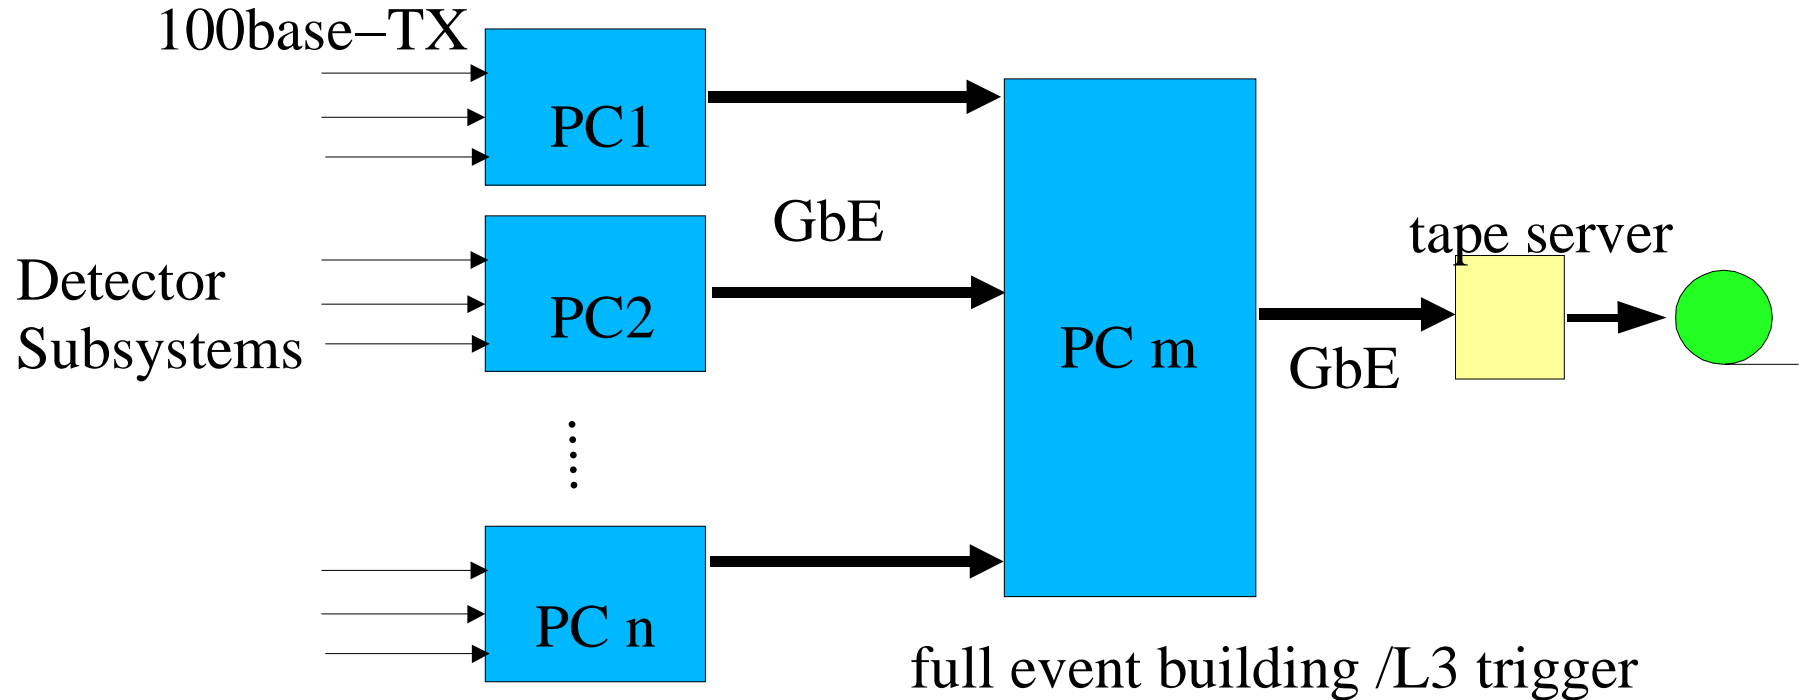 100base–TX
PC1
GbE
tape server
Detector
Subsystems
PC2
PC m
GbE
PC n
full event building /L3 trigger